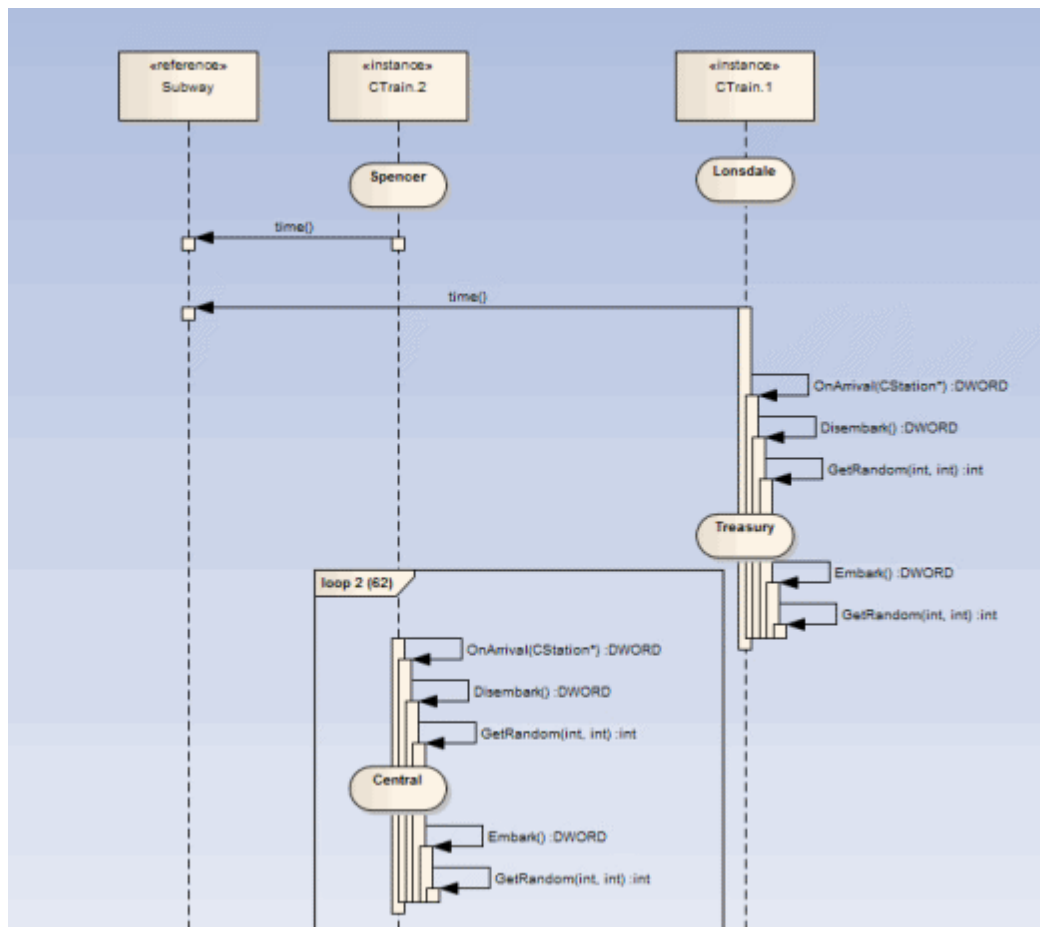 «reference»
Subway
«instance»
CTrain.2
«instance»
CTrain.1
Spencer
Lonsdale
time()
time()
OnArrival(CStation*) :DWORD
Disembark() :DWORD
GetRandom(int, int) :int
Treasury
Embark() :DWORD
loop 2 (62)
GetRandom(int, int) :int
OnArrival(CStation*) :DWORD
Disembark() :DWORD
GetRandom(int, int) :int
Central
Embark() :DWORD
GetRandom(int, int) :int